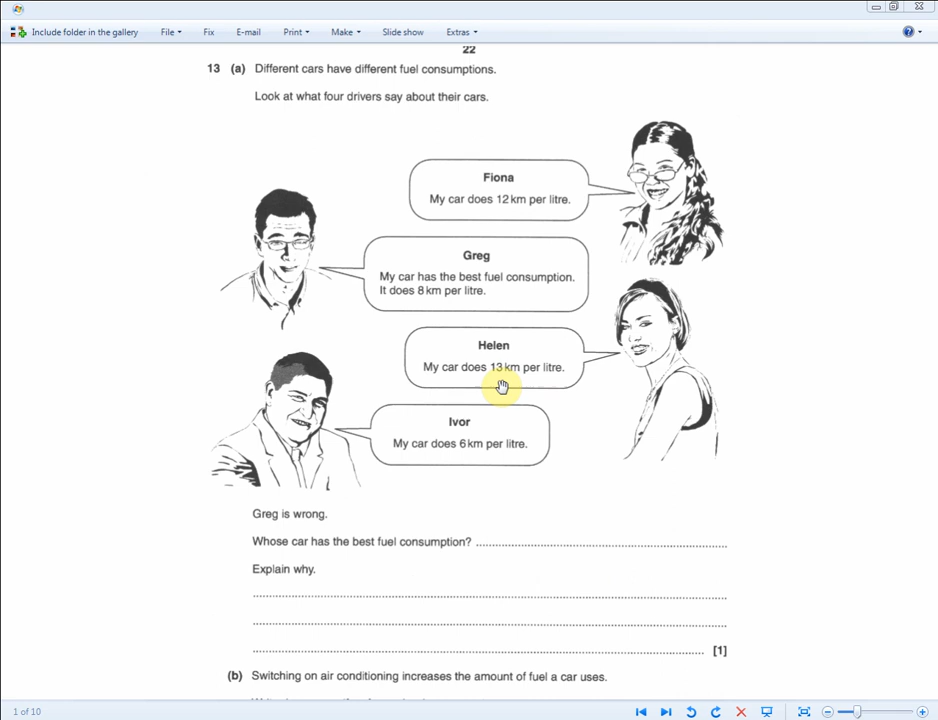 Include folder in the gallery File Fix E-mail Print Make Slide show Extras
22
13 (a) Different cars have different fuel consumptions.
Look at what four drivers say about their cars.
Fiona
My car does 12 km per litre.
Greg
My car has the best fuel consumption.
It does 8 km per litre.
Helen
My car does 13 km per litre.
Ivor
My car does 6 km per litre.
Greg is wrong.
Whose car has the best fuel consumption?
Explain why.
[1]
(b) Switching on air conditioning increases the amount of fuel a car uses.
1 of 10